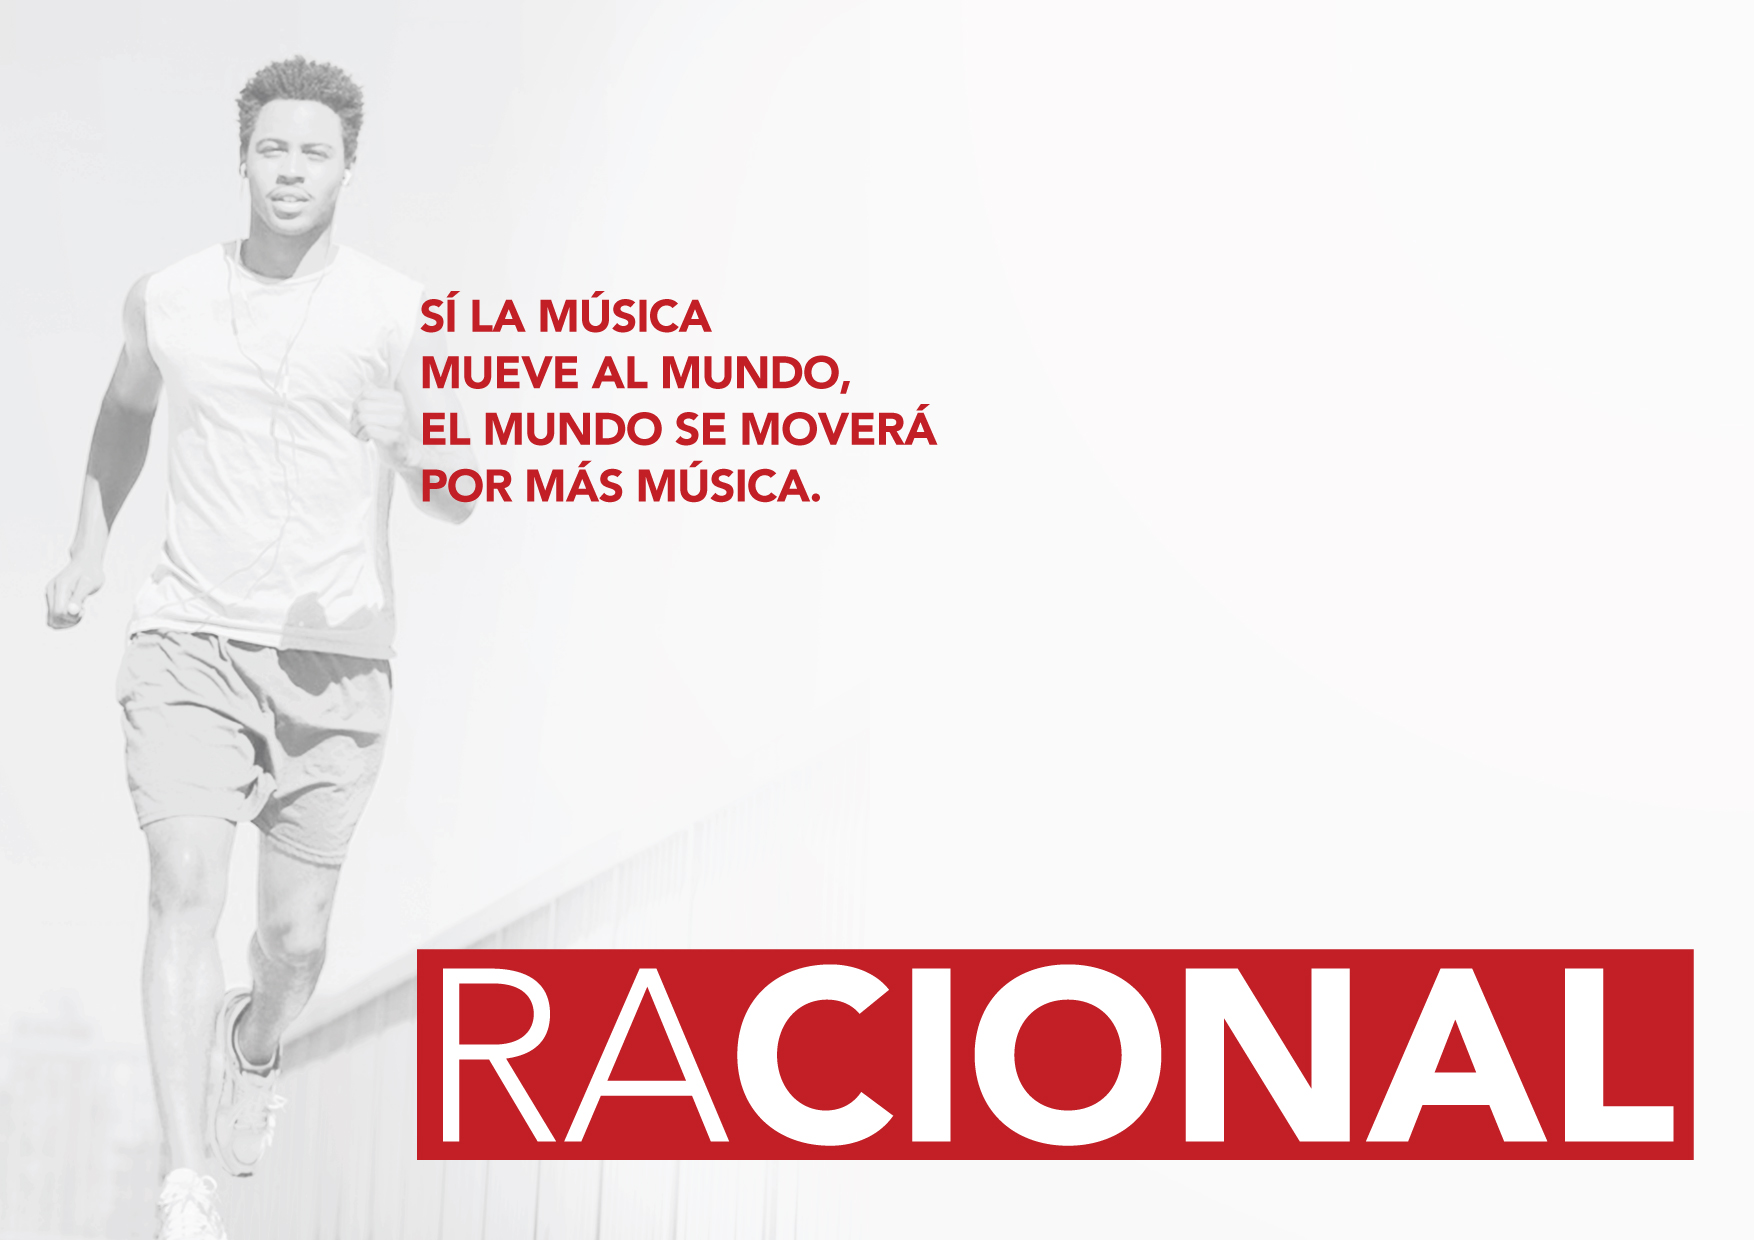 SÍ LA MÚSICA
MUEVE AL MUNDO,
EL MUNDO SE MOVERÁ
POR MÁS MÚSICA.
RACIONAL